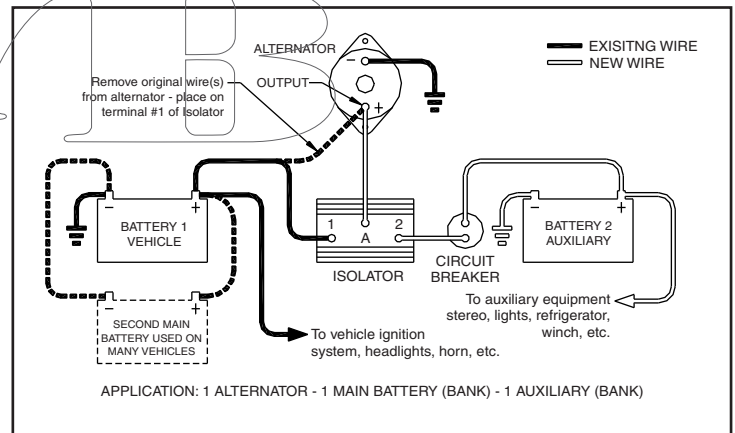 ALTERNATOR
EXISITNG WIRE
NEW WIRE
Remove original wire(s)
from alternator - place on
terminal #1 of Isolator
OUTPUT
-
+
- +
BATTERY 1
VEHICLE
1 A 2
ISOLATOR
CIRCUIT
BREAKER
- +
BATTERY 2
AUXILIARY
- +
SECOND MAIN
BATTERY USED ON
MANY VEHICLES
To vehicle ignition
system, headlights, horn, etc.
To auxiliary equipment
stereo, lights, refrigerator,
winch, etc.
APPLICATION: 1 ALTERNATOR - 1 MAIN BATTERY (BANK) - 1 AUXILIARY (BANK)